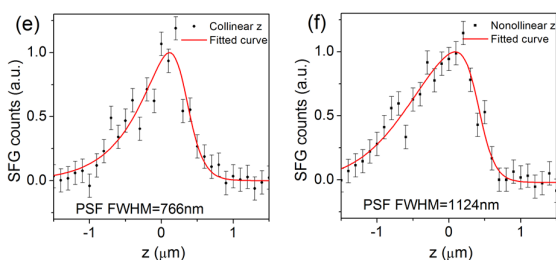 (e)
Collinear z
Fitted curve
SFG counts (a.u.)
1.0
0.5
0.0
PSF FWHM=766nm
-1
0
1
z (μm)
(f)
Nonollinear z
Fitted curve
SFG counts (a.u.)
1.0
0.5
0.0
PSF FWHM=1124nm
-1
0
1
z (μm)